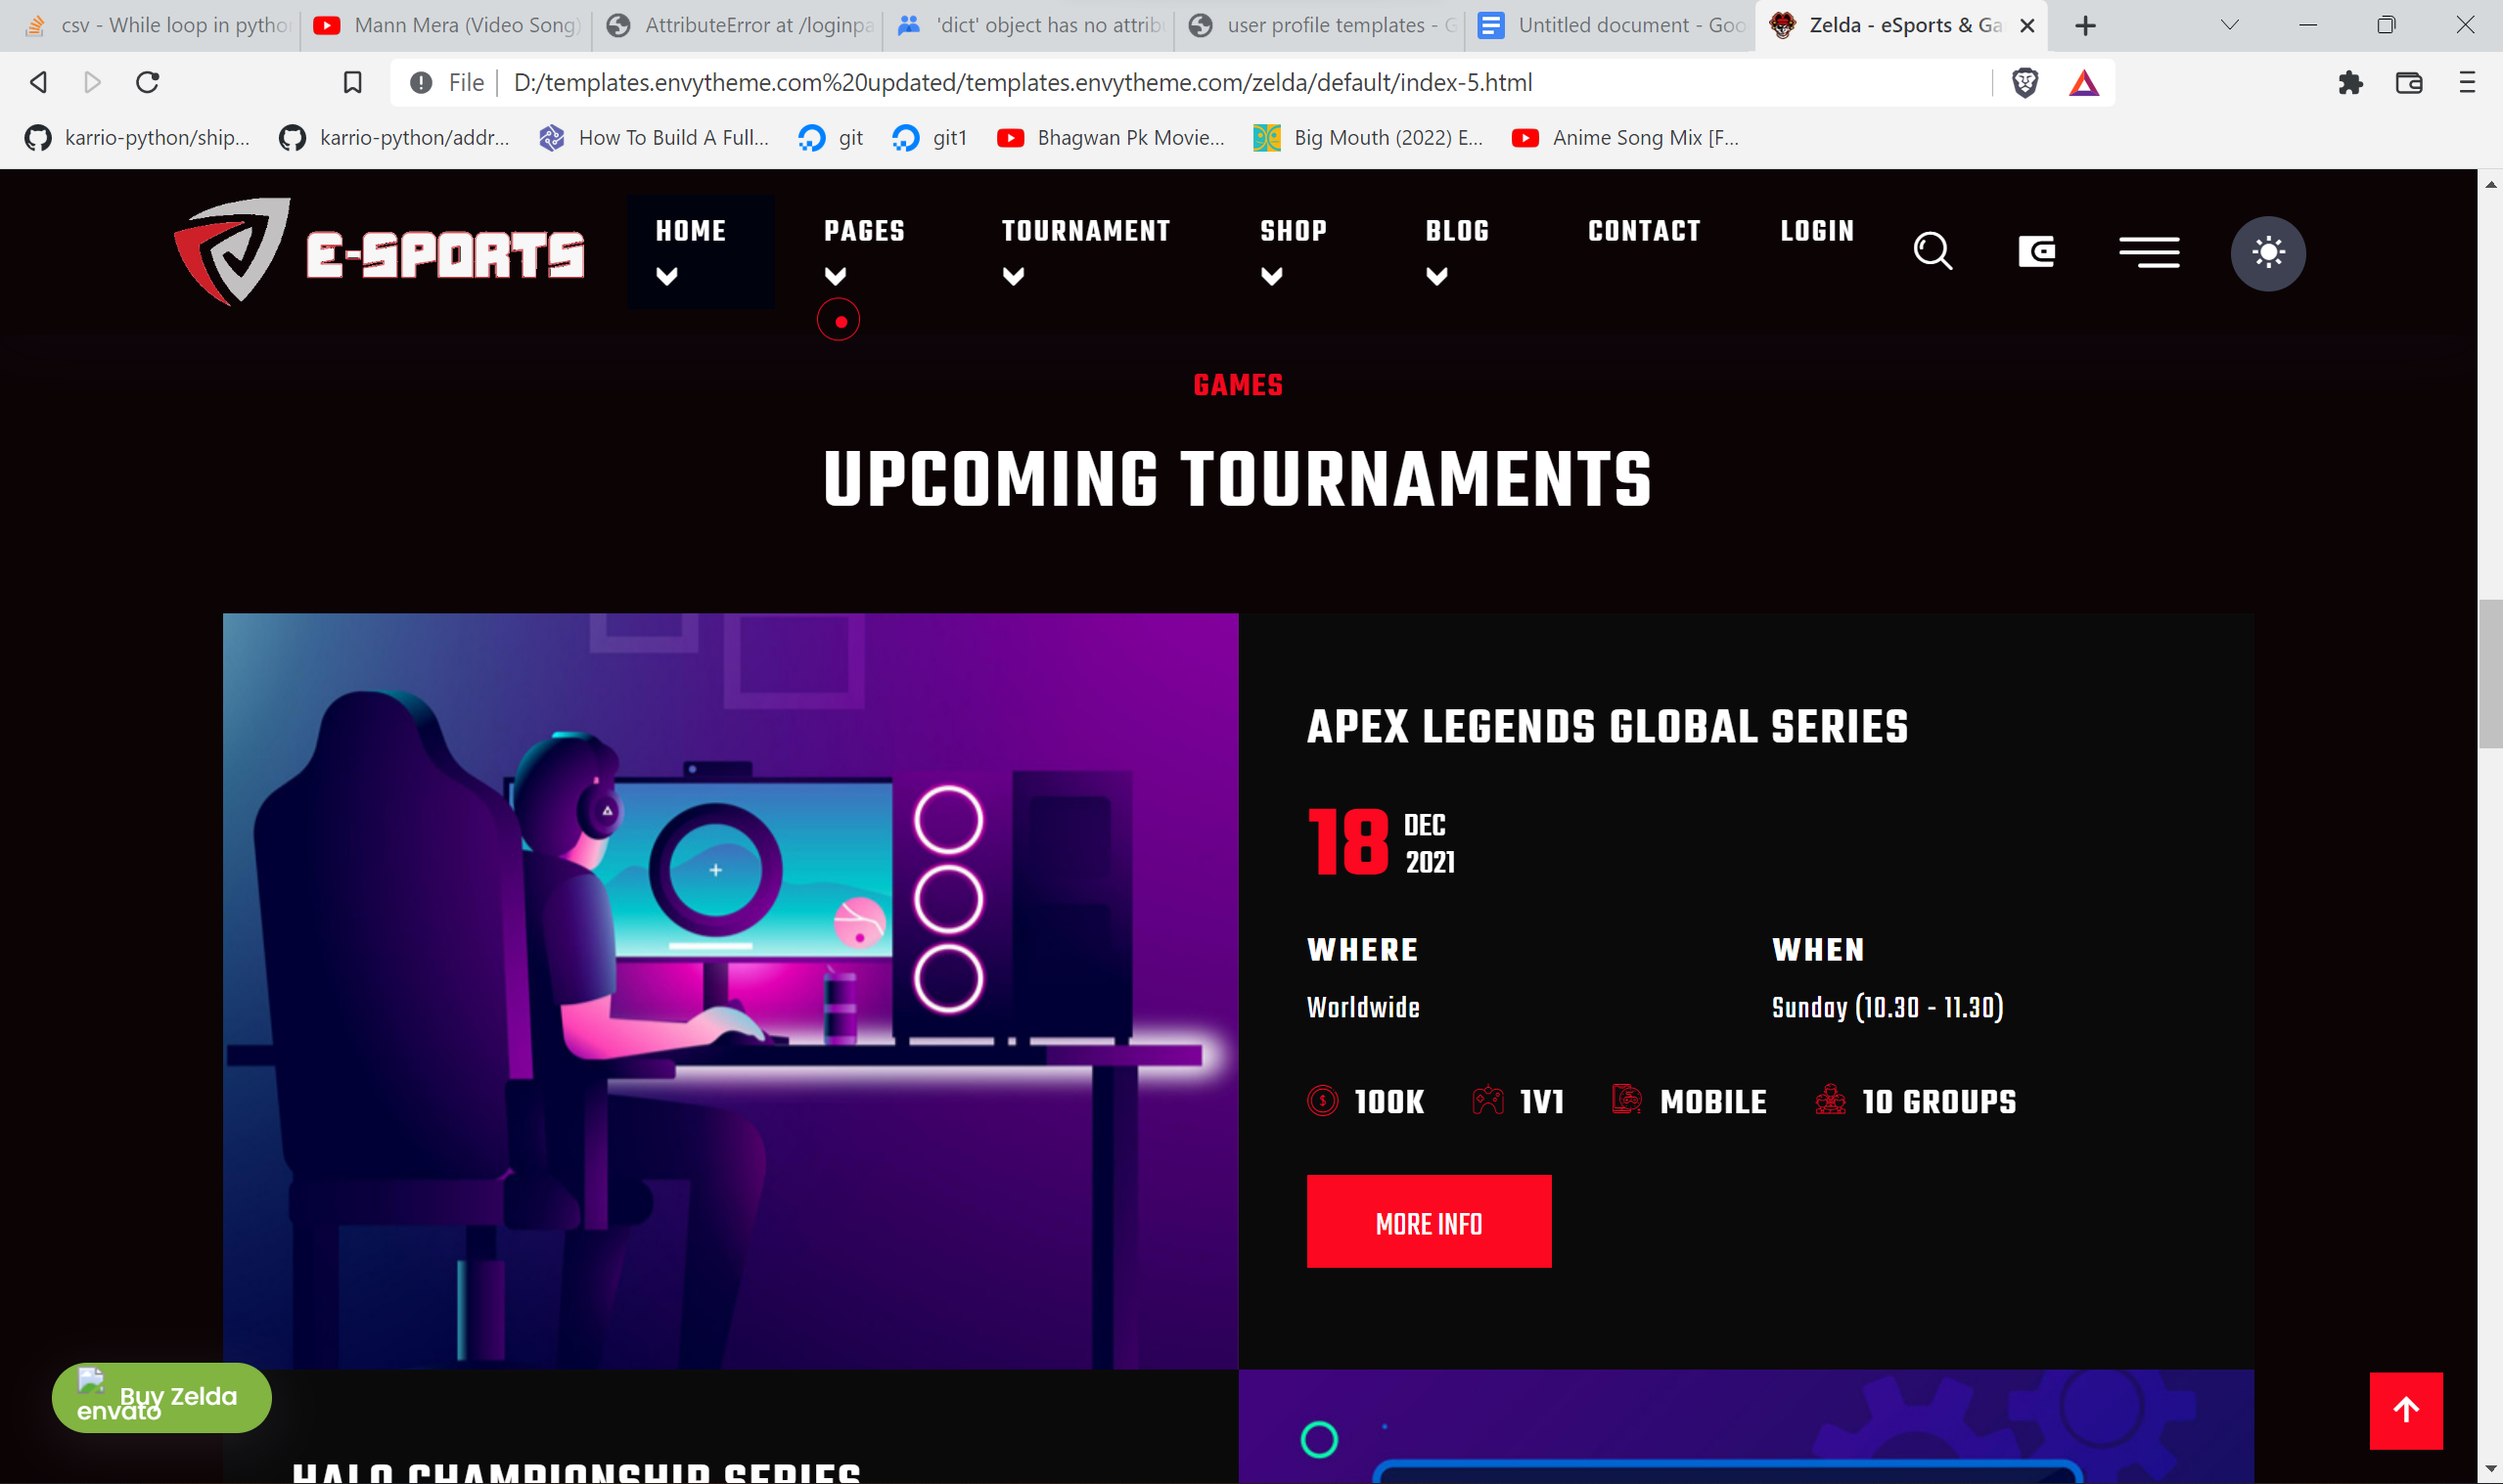 csv - While loop in pytho
Mann Mera (Video Song)
AttributeError at /loginpa
'dict' object has no attrib
user profile templates - G
Untitled document - Goo
Zelda - eSports & Ga
File
D:/templates.envytheme.com%20updated/templates.envytheme.com/zelda/default/index-5.html
karrio-python/ship...
karrio-python/addr...
How To Build A Full...
git
git1
Bhagwan Pk Movie...
Big Mouth (2022) E...
Anime Song Mix [F...
E-SPORTS
HOME
PAGES
TOURNAMENT
SHOP
BLOG
CONTACT
LOGIN
GAMES
UPCOMING TOURNAMENTS
APEX LEGENDS GLOBAL SERIES
18
DEC
2021
WHERE
WHEN
Worldwide
Sunday (10.30 - 11.30)
100K
1V1
MOBILE
10 GROUPS
MORE INFO
Buy Zelda
envato
HALO CHAMPIONSHIP SERIES